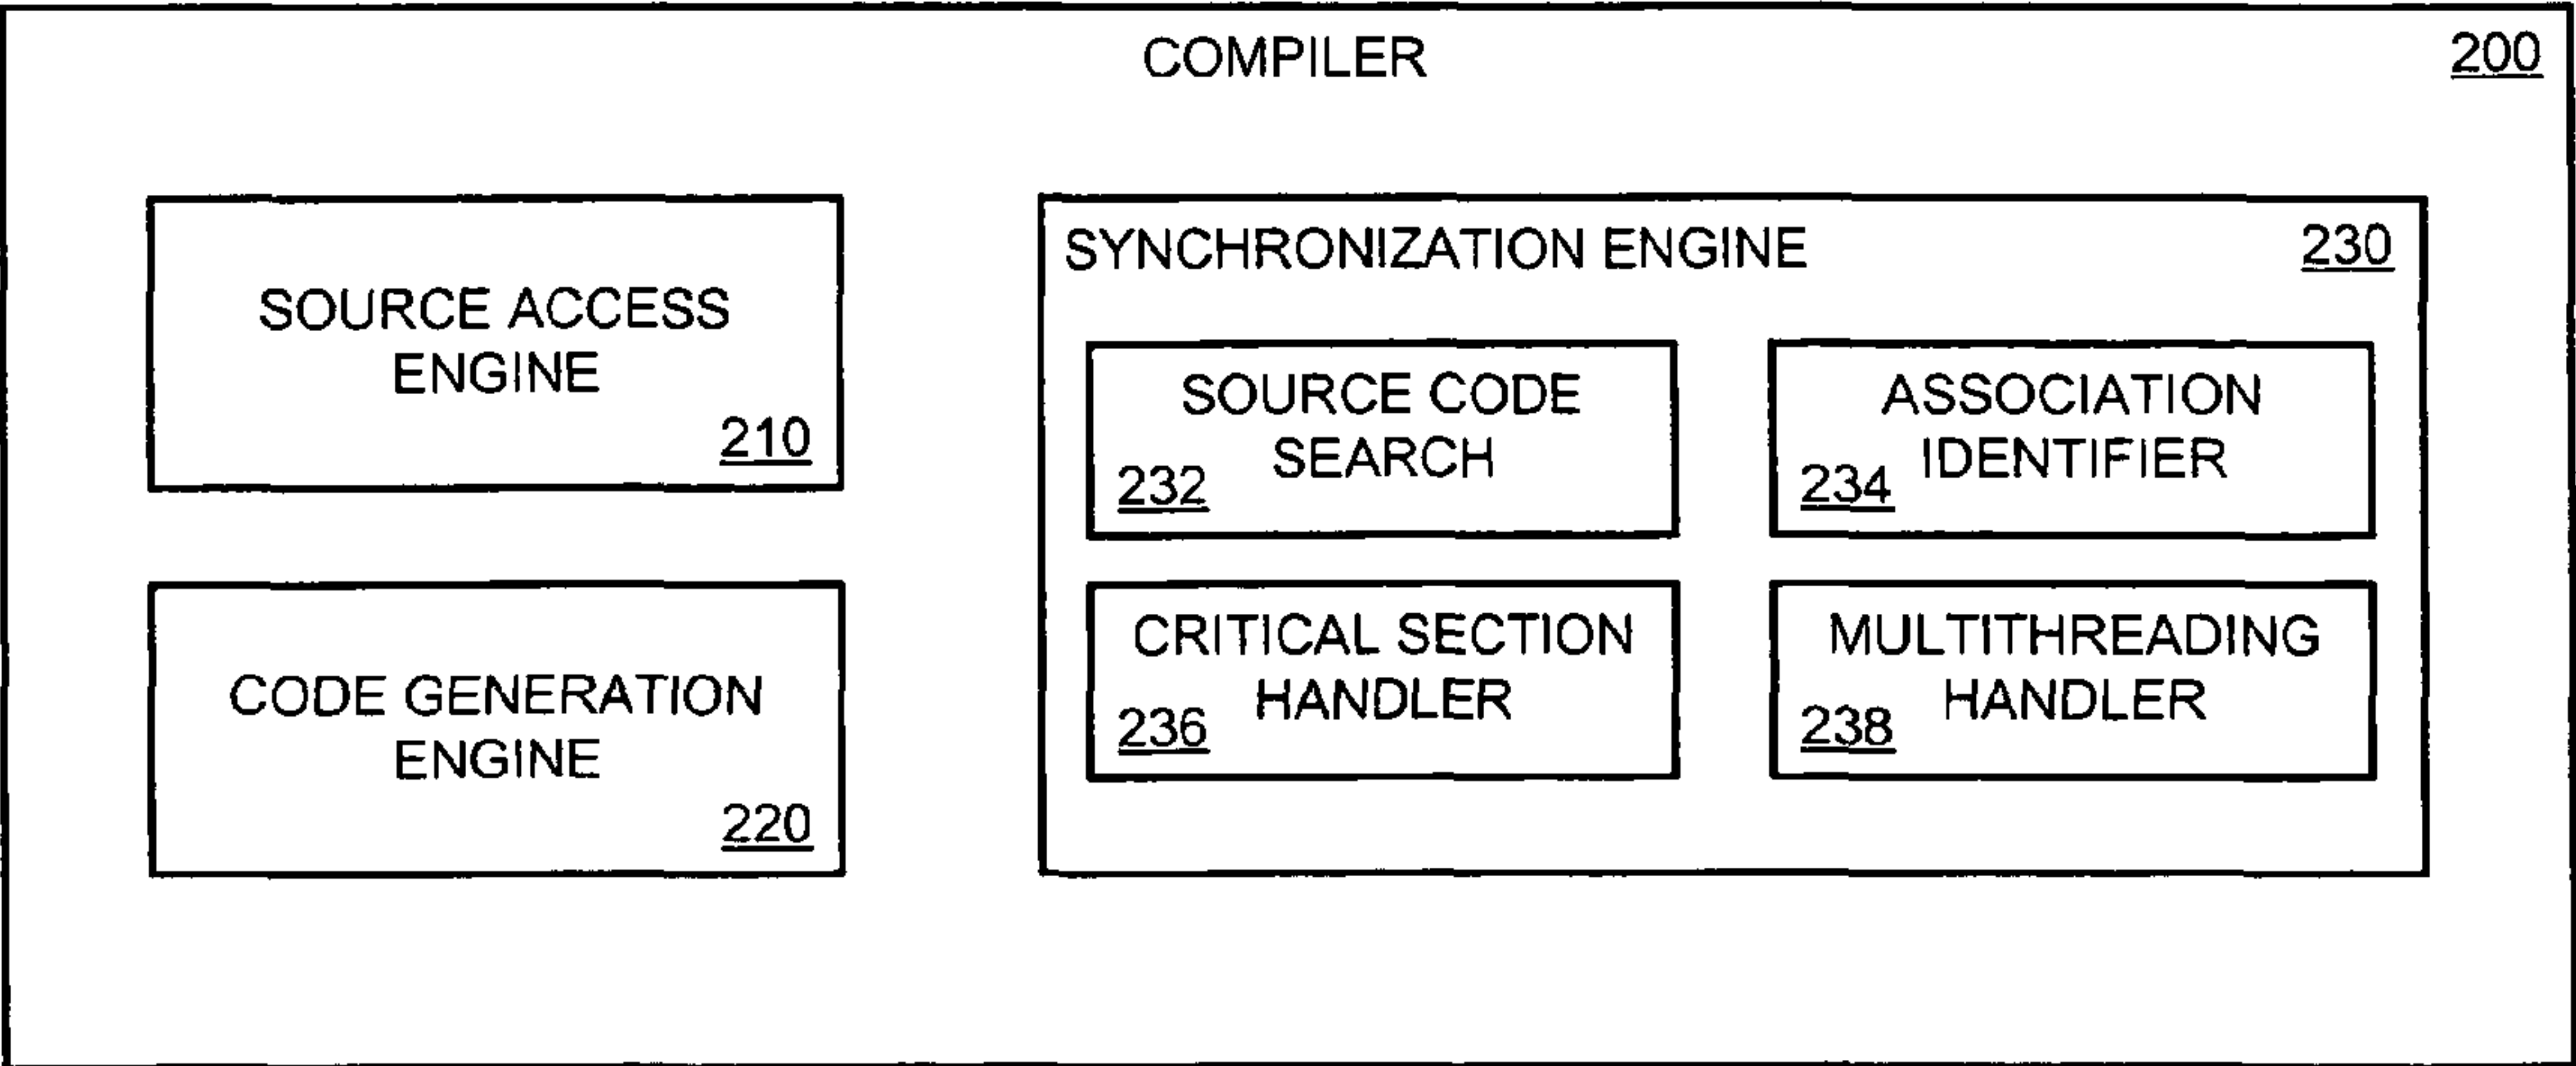 COMPILER
200
SOURCE ACCESS
ENGINE
210
CODE GENERATION
ENGINE
220
SYNCHRONIZATION ENGINE
230
SOURCE CODE
SEARCH
232
ASSOCIATION
IDENTIFIER
234
CRITICAL SECTION
HANDLER
236
MULTITHREADING
HANDLER
238